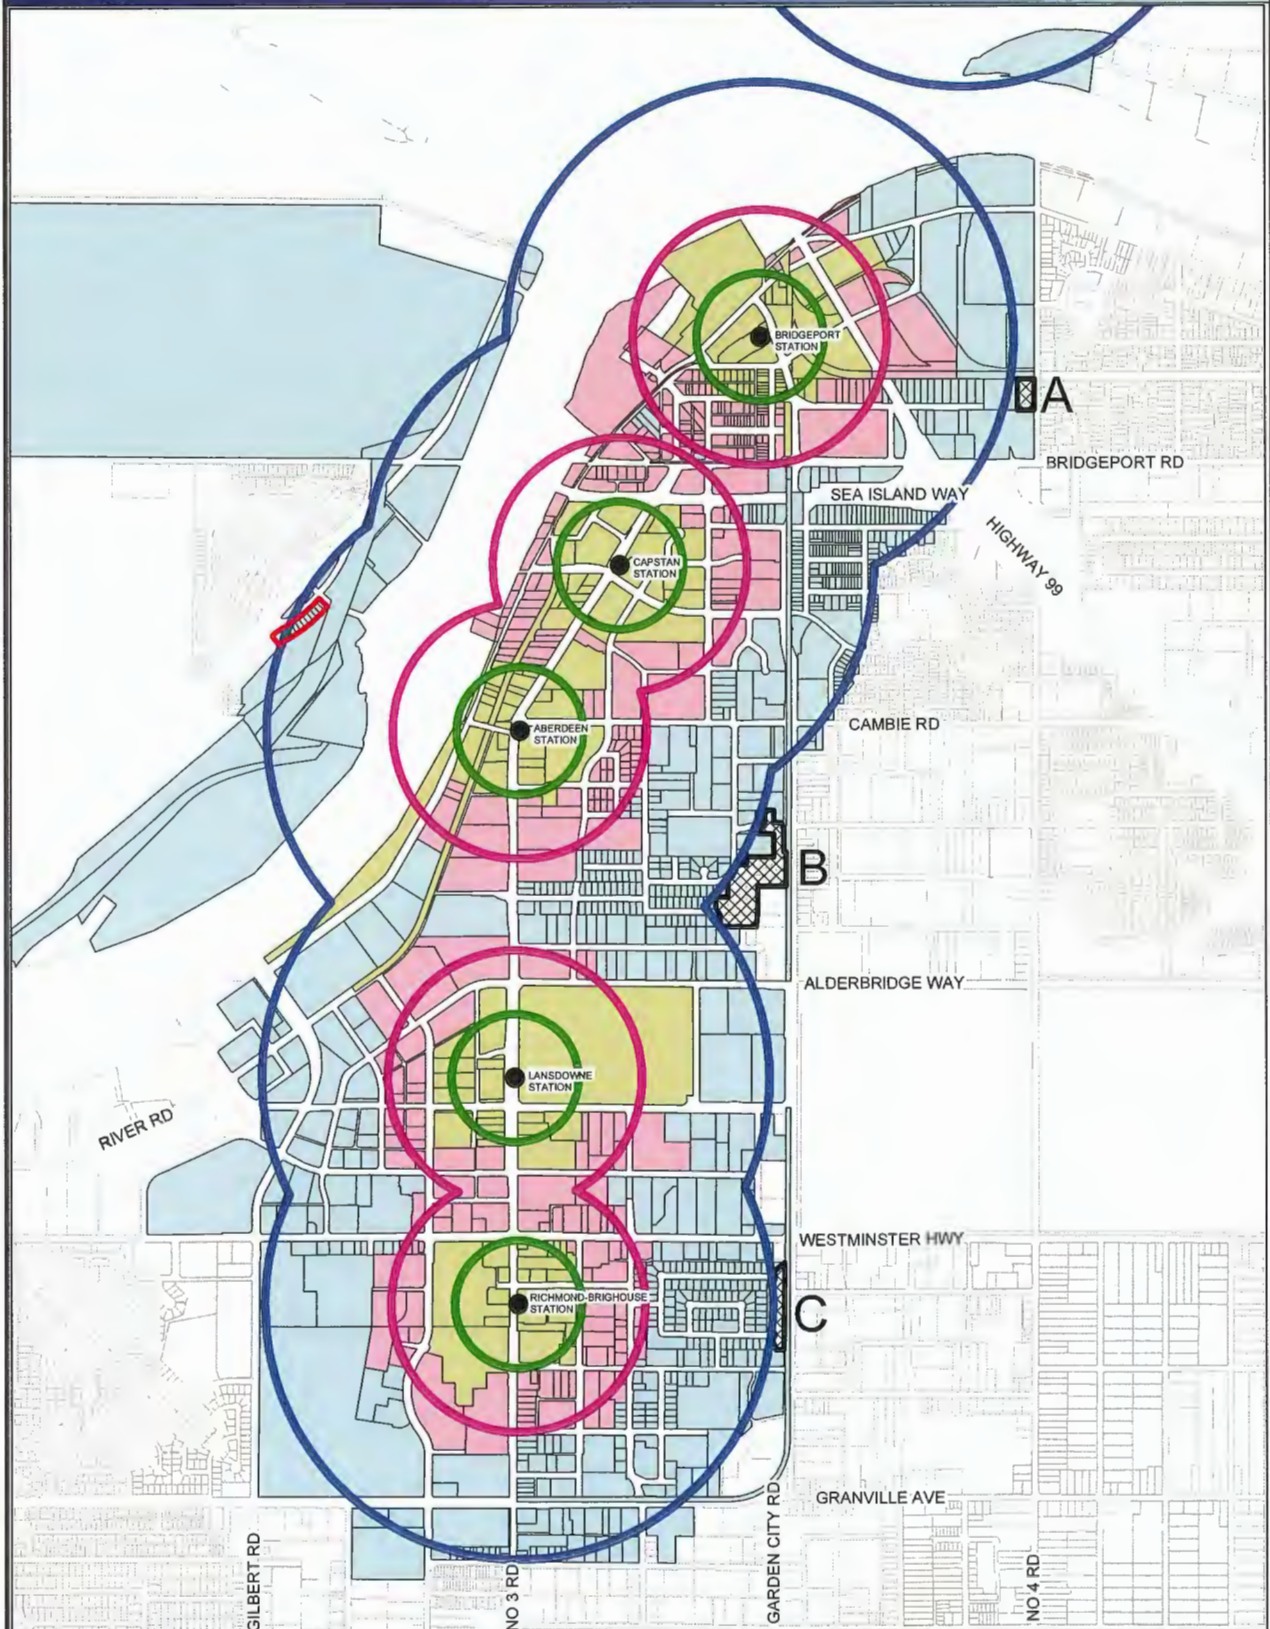 BRIDGEPORT
STATION
A
BRIDGEPORT RD
SEA ISLAND WAY
HIGHWAY 99
CAPSTAN
STATION
CAMBIE RD
ABERDEEN
STATION
B
ALDERBRIDGE WAY
LANSDOWNE
STATION
RIVER RD
WESTMINSTER HWY
RICHMOND-BRIGHOUSE
STATION
C
GRANVILLE AVE
GILBERT RD
NO 3 RD
GARDEN CITY RD
NO 4 RD